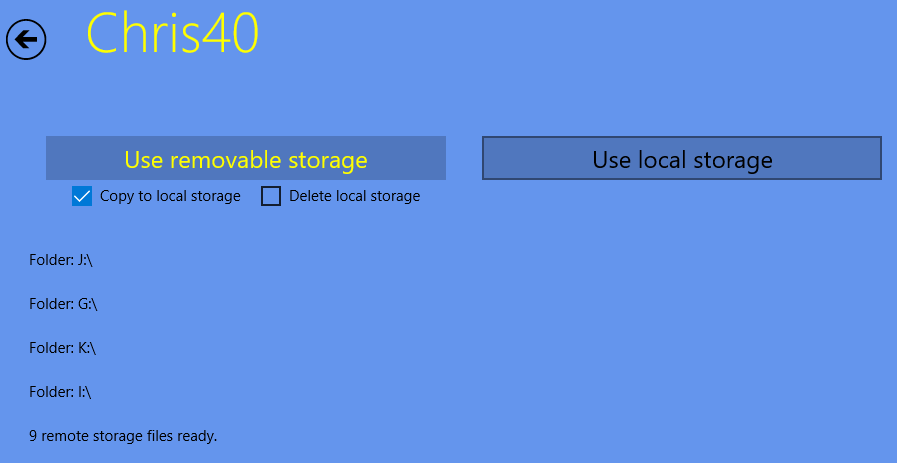 Chris40
Use removable storage
Use local storage
Copy to local storage
Delete local storage
Folder: J:\
Folder: G:\
Folder: K:\
Folder: I:\
9 remote storage files ready.